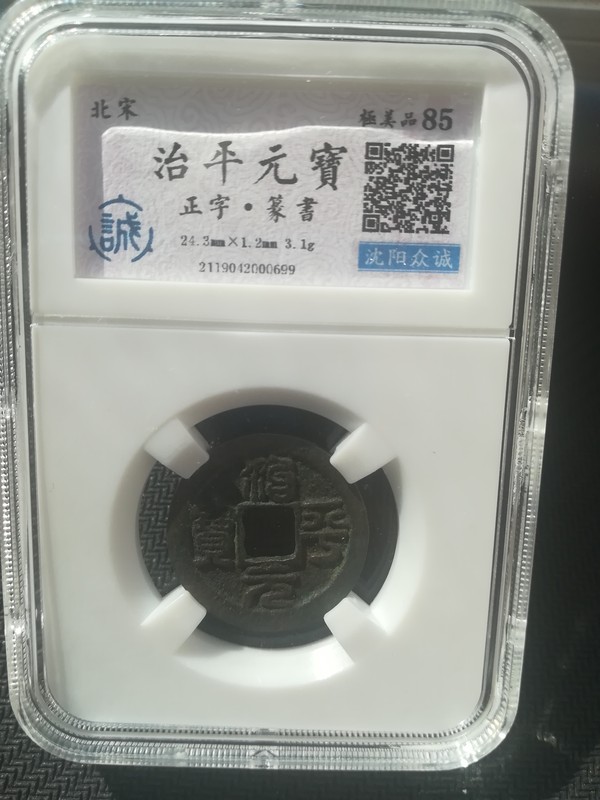 北宋
極美品85
治平元寶
正字·篆書
誠
24.3mm×1.2mm 3.1g
沈阳众诚
2119042000699
治平元寶